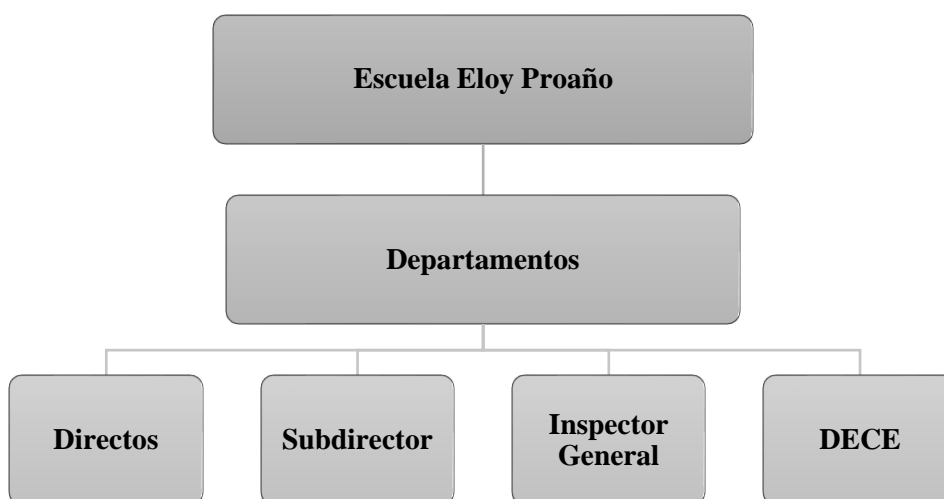 Escuela Eloy Proaño
Departamentos
Directos
Subdirector
Inspector
General
DECE